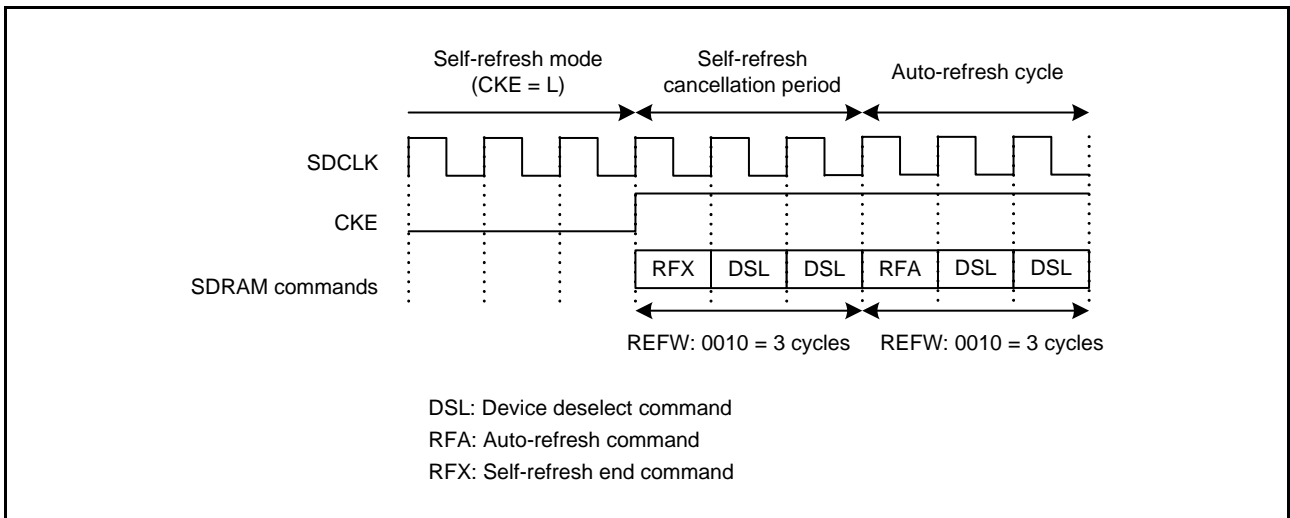 Self-refresh mode
(CKE = L)
Self-refresh
cancellation period
Auto-refresh cycle
SDCLK
CKE
SDRAM commands
RFX DSL DSL RFA DSL DSL
REFW: 0010 = 3 cycles REFW: 0010 = 3 cycles
DSL: Device deselect command
RFA: Auto-refresh command
RFX: Self-refresh end command